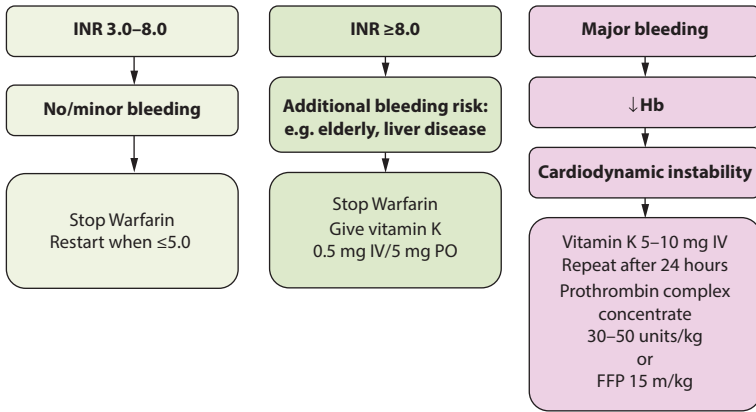 INR 3.0–8.0
No/minor bleeding
Stop Warfarin
Restart when ≤5.0
INR ≥8.0
Additional bleeding risk:
e.g. elderly, liver disease
Stop Warfarin
Give vitamin K
0.5 mg IV/5 mg PO
Major bleeding
↓Hb
Cardiodynamic instability
Vitamin K 5–10 mg IV
Repeat after 24 hours
Prothrombin complex
concentrate
30–50 units/kg
or
FFP 15 m/kg